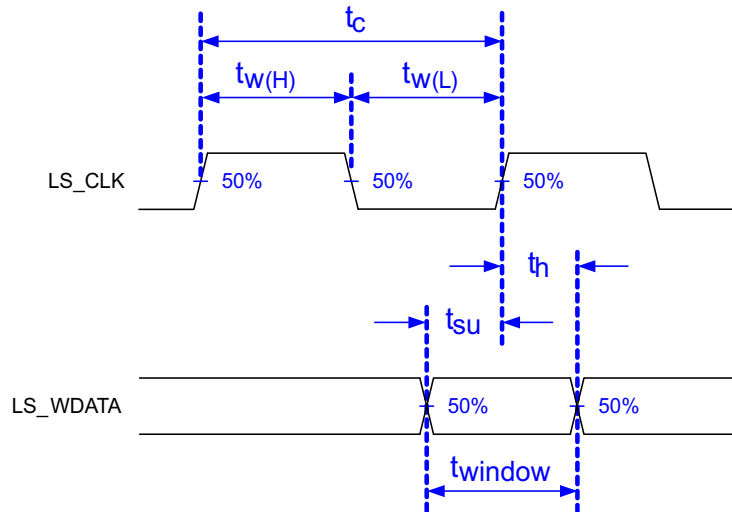 tc
tw(H) tw(L)
LS_CLK 50% 50% 50%
th
tsu
LS_WDATA 50% 50%
twindow